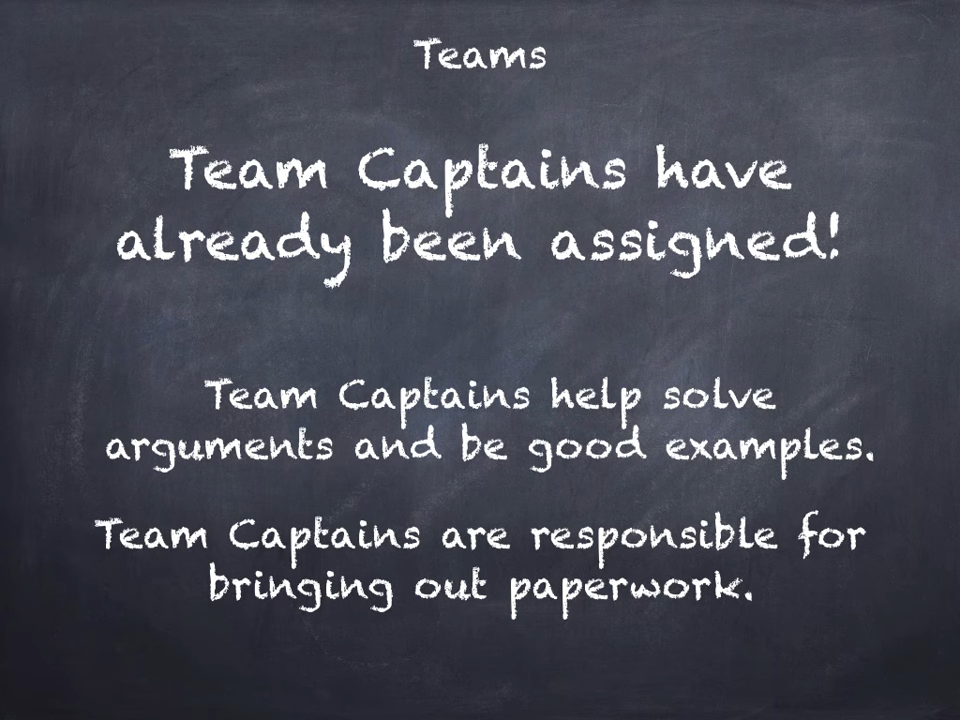 Teams
Team Captains have
already been assigned!
Team Captains help solve
arguments and be good examples.
Team Captains are responsible for
bringing out paperwork.